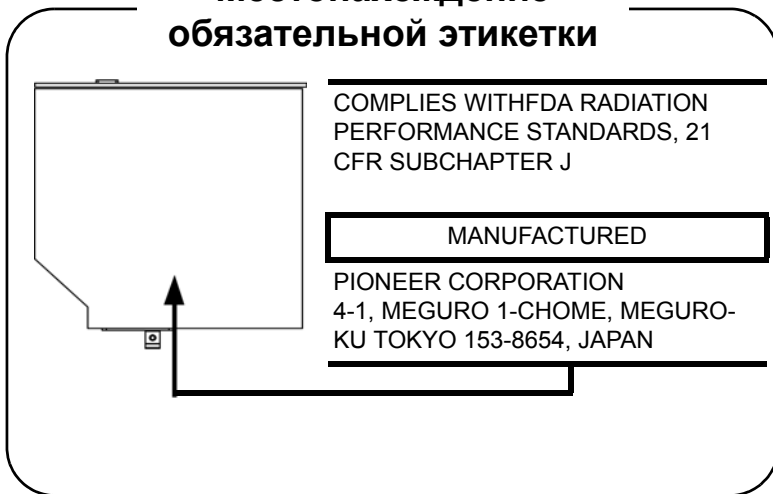 обязательной этикетки
COMPLIES WITHFDA RADIATION
PERFORMANCE STANDARDS, 21
CFR SUBCHAPTER J
MANUFACTURED
PIONEER CORPORATION
4-1, MEGURO 1-CHOME, MEGURO-
KU TOKYO 153-8654, JAPAN